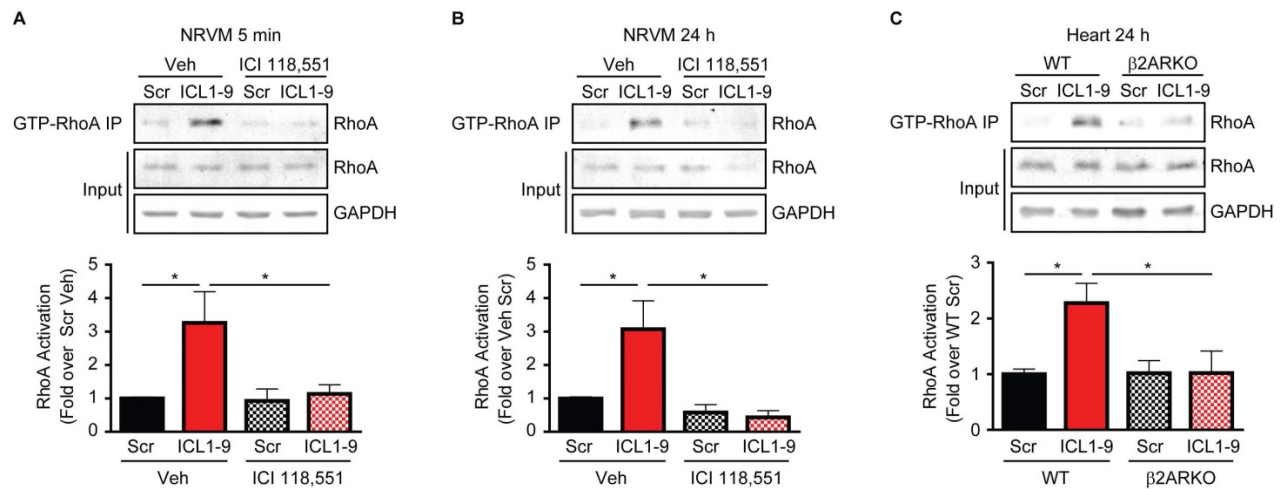 A
NRVM 5 min
Veh ICI 118,551
Scr ICL1-9 Scr ICL1-9
GTP-RhoA IP RhoA
Input RhoA
GAPDH
RhoA Activation
(Fold over Scr Veh)
5
4
3
2
1
0
* *
Scr ICL1-9 Scr ICL1-9
Veh ICI 118,551
B
NRVM 24 h
Veh ICI 118,551
Scr ICL1-9 Scr ICL1-9
GTP-RhoA IP RhoA
Input RhoA
GAPDH
RhoA Activation
(Fold over Veh Scr)
5
4
3
2
1
0
* *
Scr ICL1-9 Scr ICL1-9
Veh ICI 118,551
C
Heart 24 h
WT β2ARKO
Scr ICL1-9 Scr ICL1-9
GTP-RhoA IP RhoA
Input RhoA
GAPDH
RhoA Activation
(Fold over WT Scr)
3
2
1
0
* *
Scr ICL1-9 Scr ICL1-9
WT β2ARKO